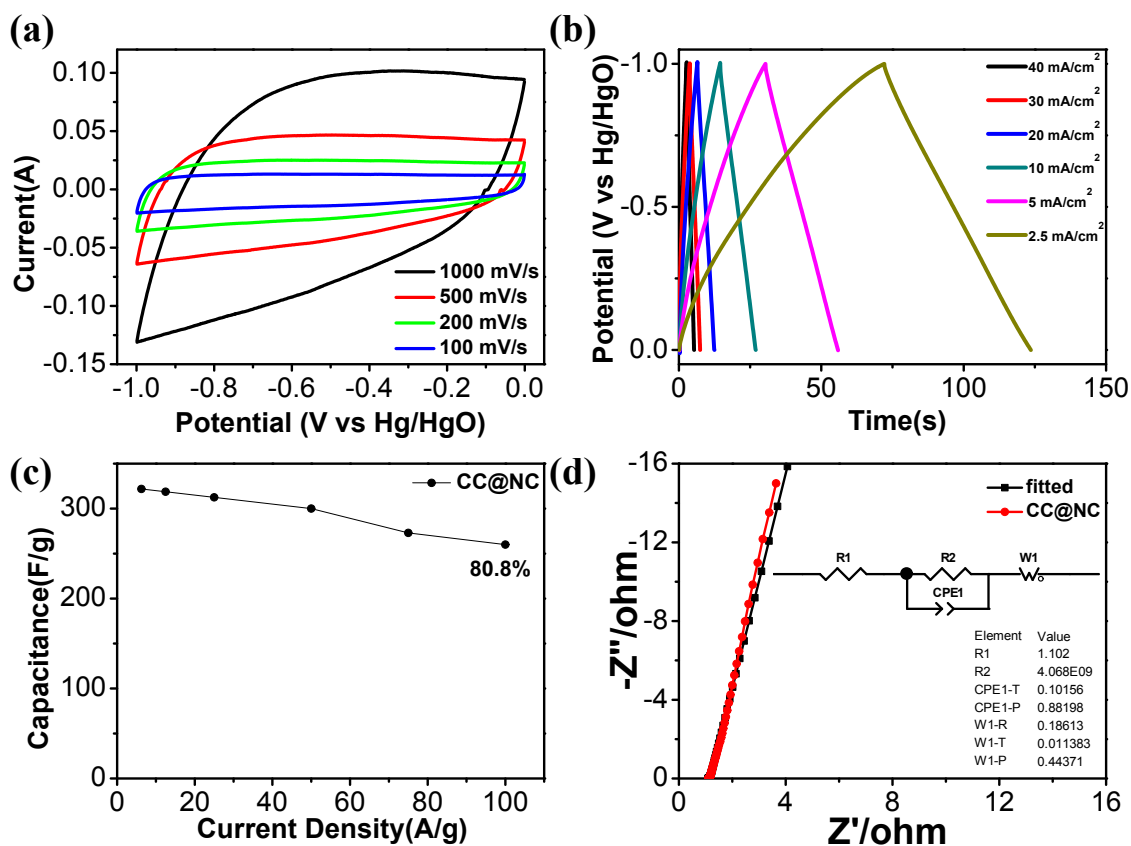 (a)
0.10
0.05
0.00
-0.05
-0.10
-0.15
Current(A)
1000 mV/s
500 mV/s
200 mV/s
100 mV/s
-1.0 -0.8 -0.6 -0.4 -0.2 0.0
Potential (V vs Hg/HgO)
(b)
-1.0
-0.5
0.0
Potential (V vs Hg/HgO)
40 mA/cm²
30 mA/cm²
20 mA/cm²
10 mA/cm²
5 mA/cm²
2.5 mA/cm²
0 50 100 150
Time(s)
(c)
300
200
100
0
Capacitance(F/g)
CC@NC
80.8%
0 20 40 60 80 100
Current Density(A/g)
(d)
-16
-12
-8
-4
0
-Z''/ohm
fitted
CC@NC
R1 R2 W1
CPE1
Element Value
R1 1.102
R2 4.068E09
CPE1-T 0.10156
CPE1-P 0.88198
W1-R 0.18613
W1-T 0.011383
W1-P 0.44371
0 4 8 12 16
Z'/ohm